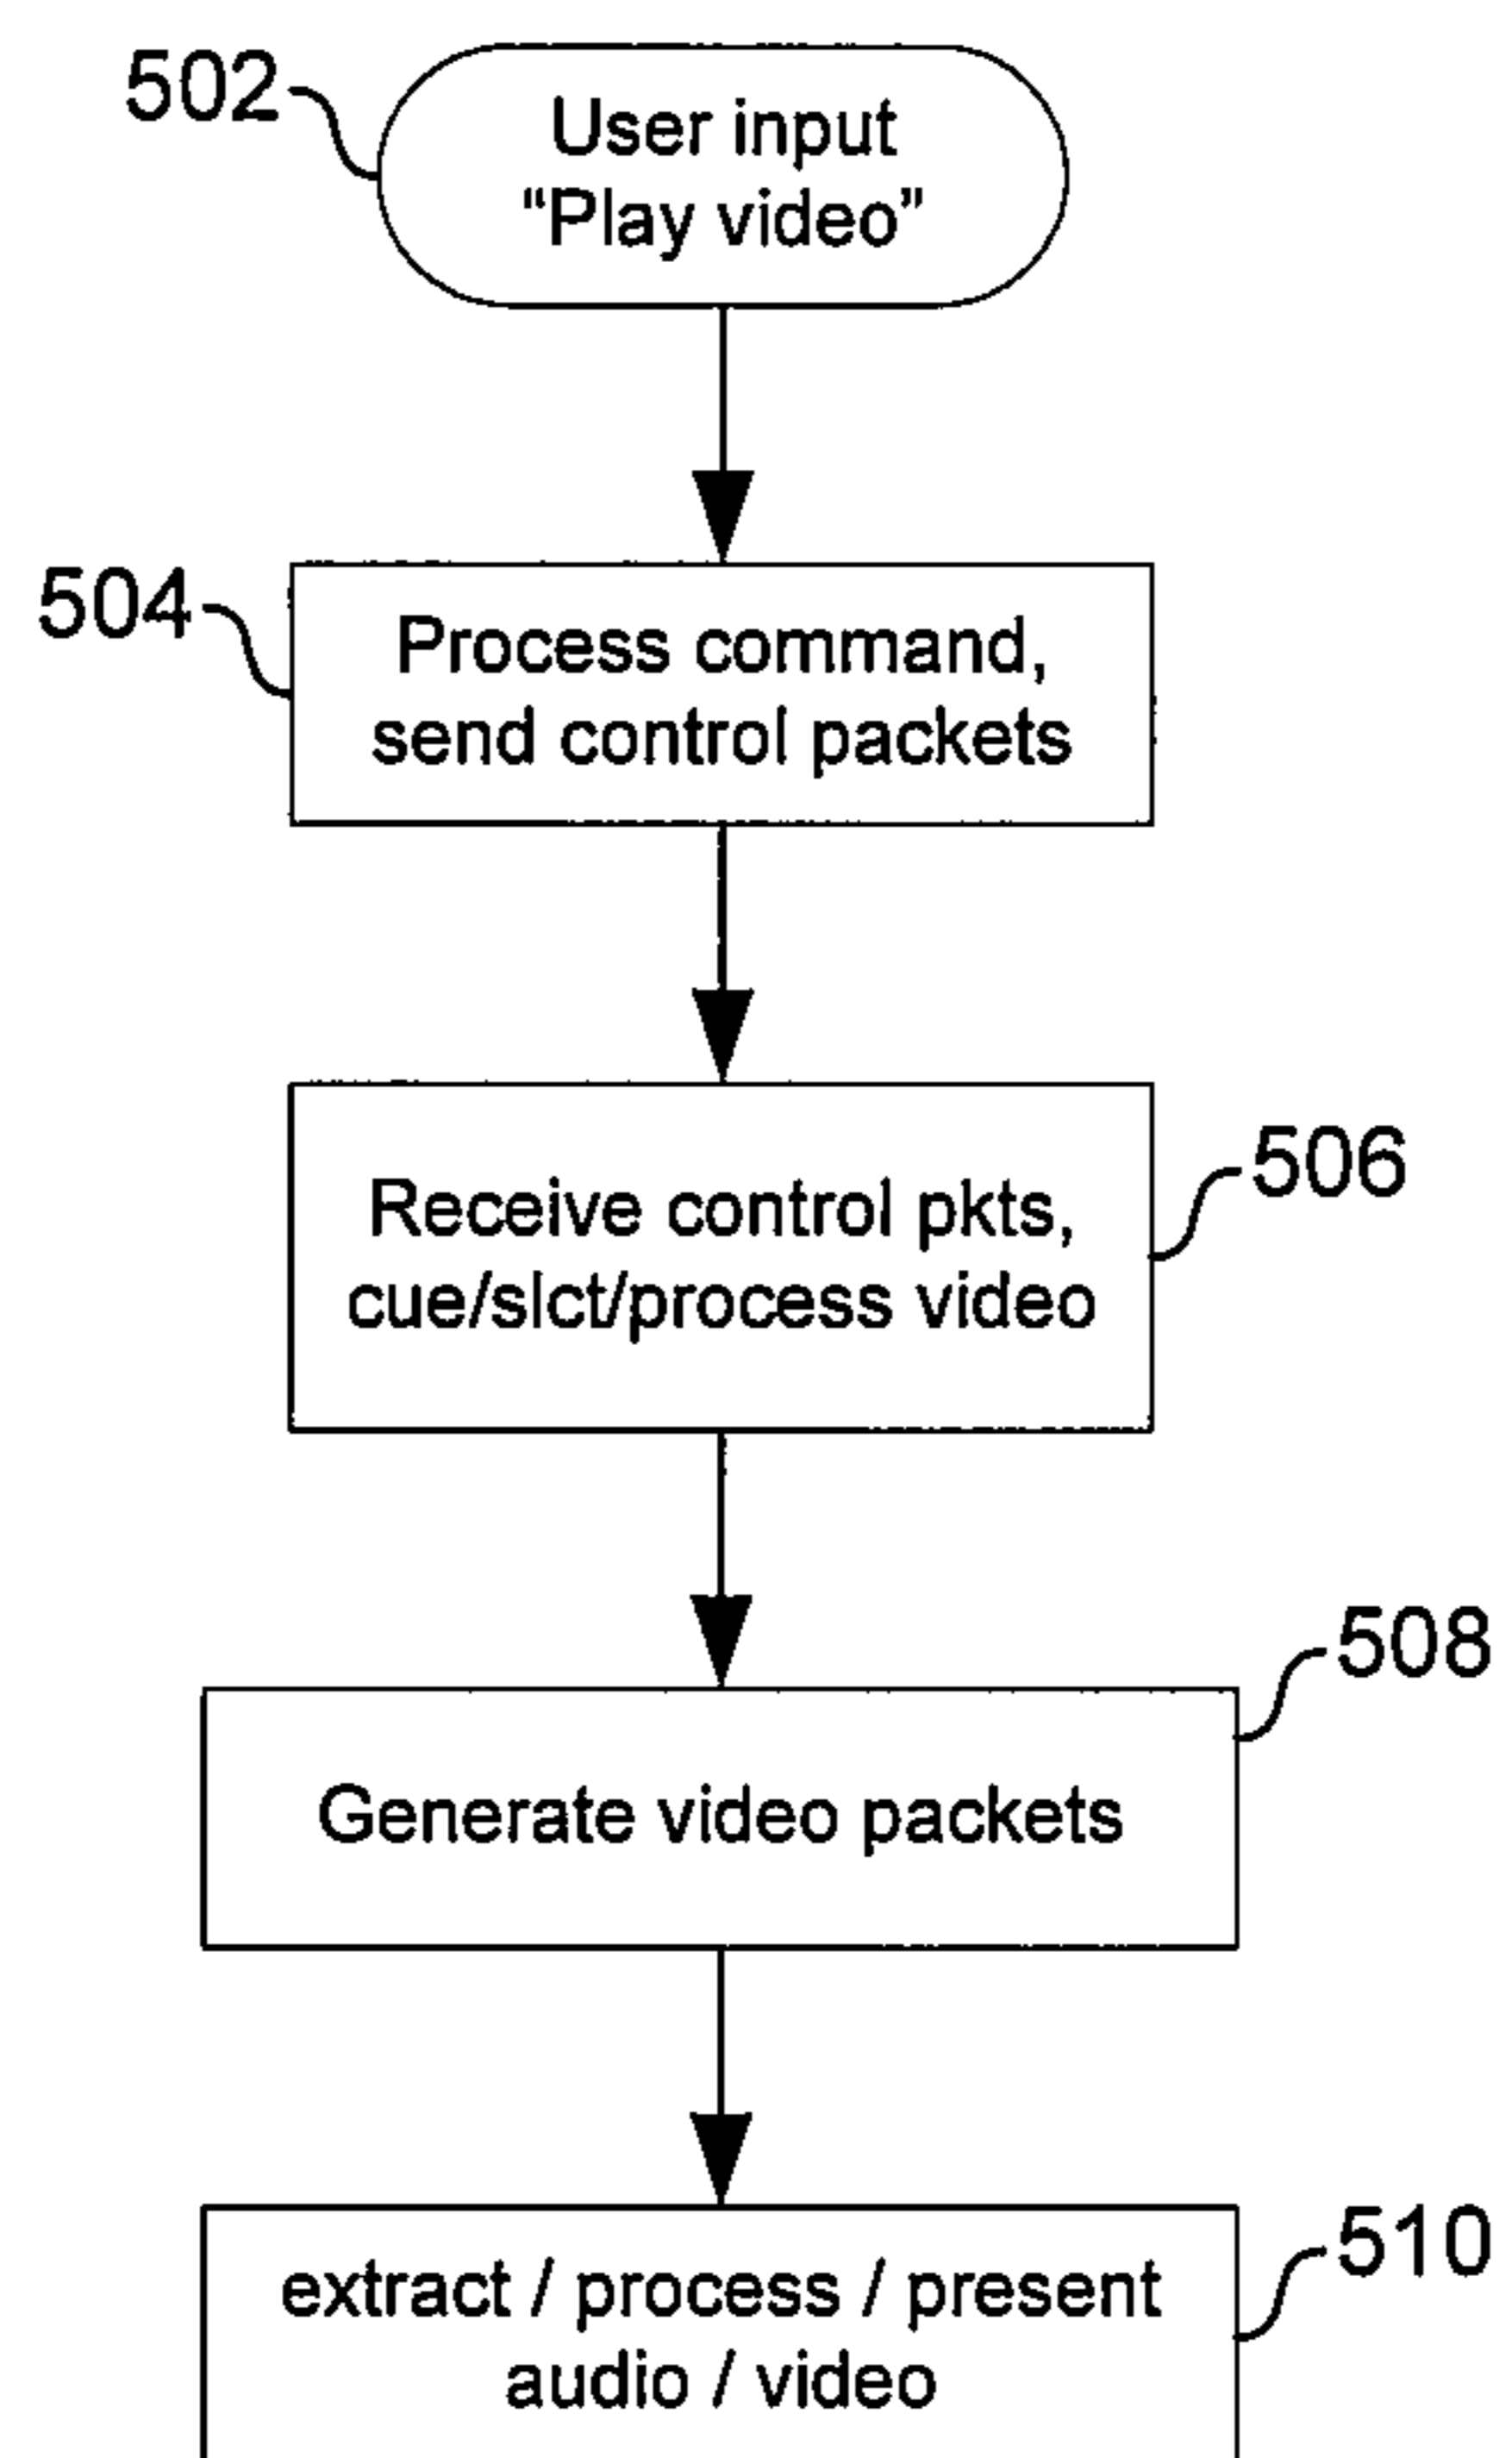 502
User input
“Play video”
504
Process command,
send control packets
Receive control pkts,
cue/slct/process video
506
508
Generate video packets
510
extract / process / present
audio / video